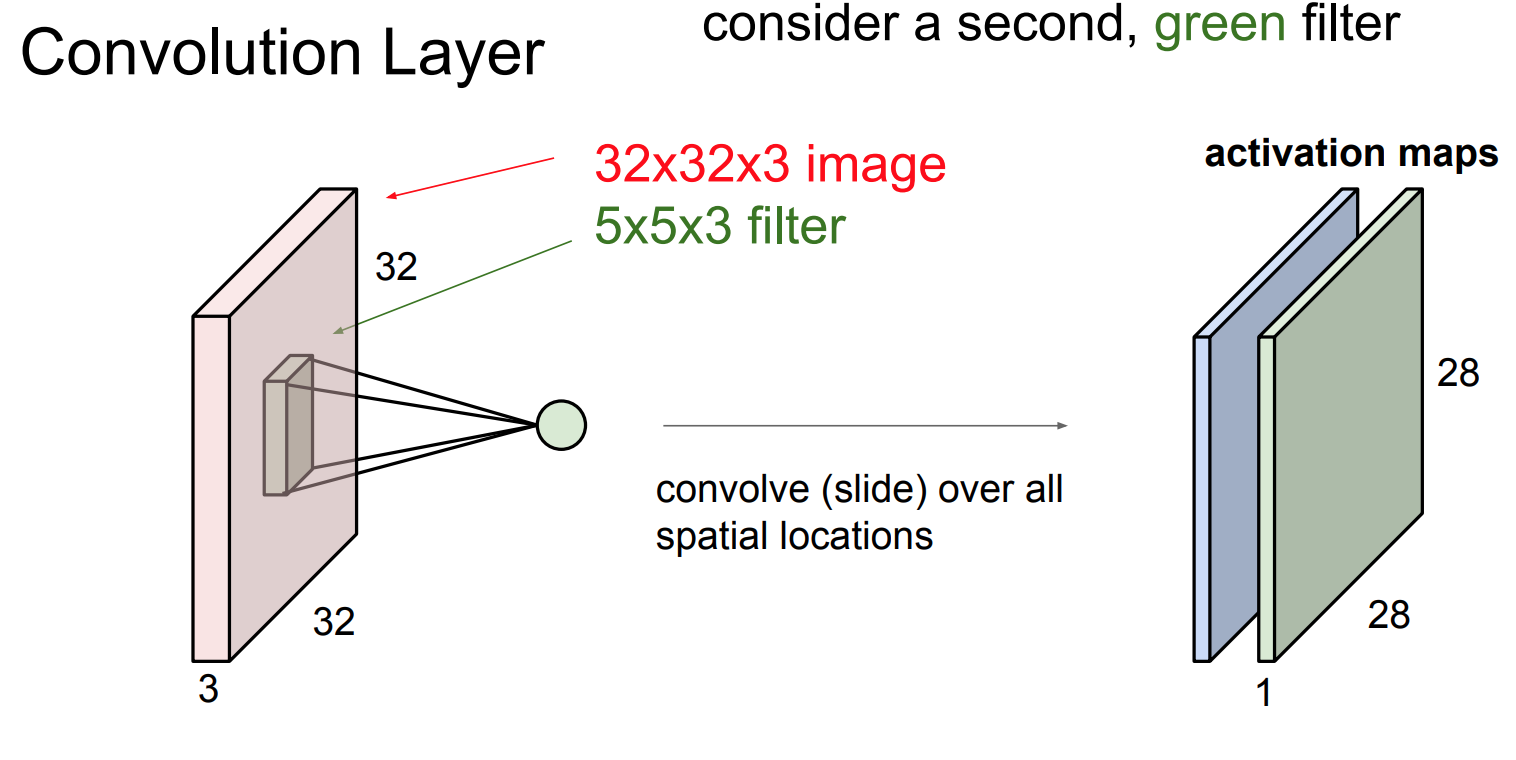 consider a second, green filter
Convolution Layer
32x32x3 image
5x5x3 filter
activation maps
32
28
convolve (slide) over all
spatial locations
32
28
3
1